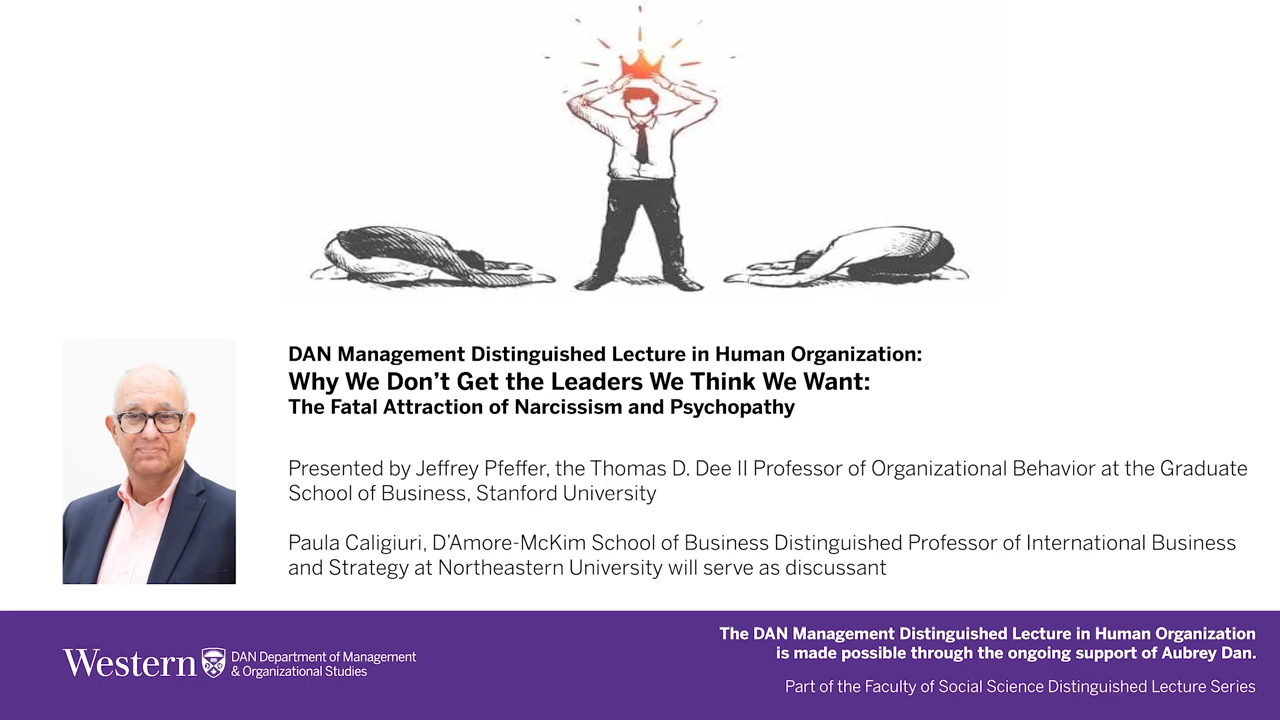 DAN Management Distinguished Lecture in Human Organization:
Why We Don’t Get the Leaders We Think We Want:
The Fatal Attraction of Narcissism and Psychopathy
Presented by Jeffrey Pfeffer, the Thomas D. Dee II Professor of Organizational Behavior at the Graduate
School of Business, Stanford University
Paula Caligiuri, D’Amore-McKim School of Business Distinguished Professor of International Business
and Strategy at Northeastern University will serve as discussant
Western
DAN Department of Management
& Organizational Studies
The DAN Management Distinguished Lecture in Human Organization
is made possible through the ongoing support of Aubrey Dan.
Part of the Faculty of Social Science Distinguished Lecture Series